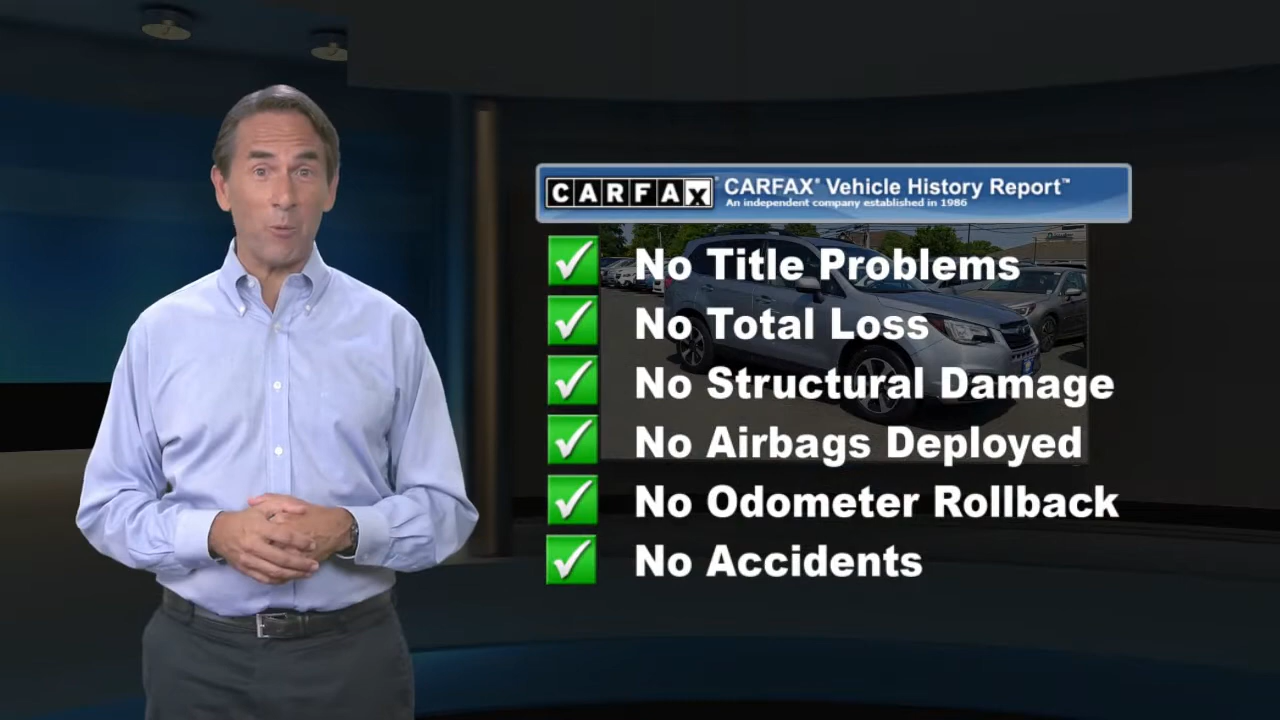 CARFAX® CARFAX® Vehicle History Report™
An independent company established in 1986
No Title Problems
No Total Loss
No Structural Damage
No Airbags Deployed
No Odometer Rollback
No Accidents